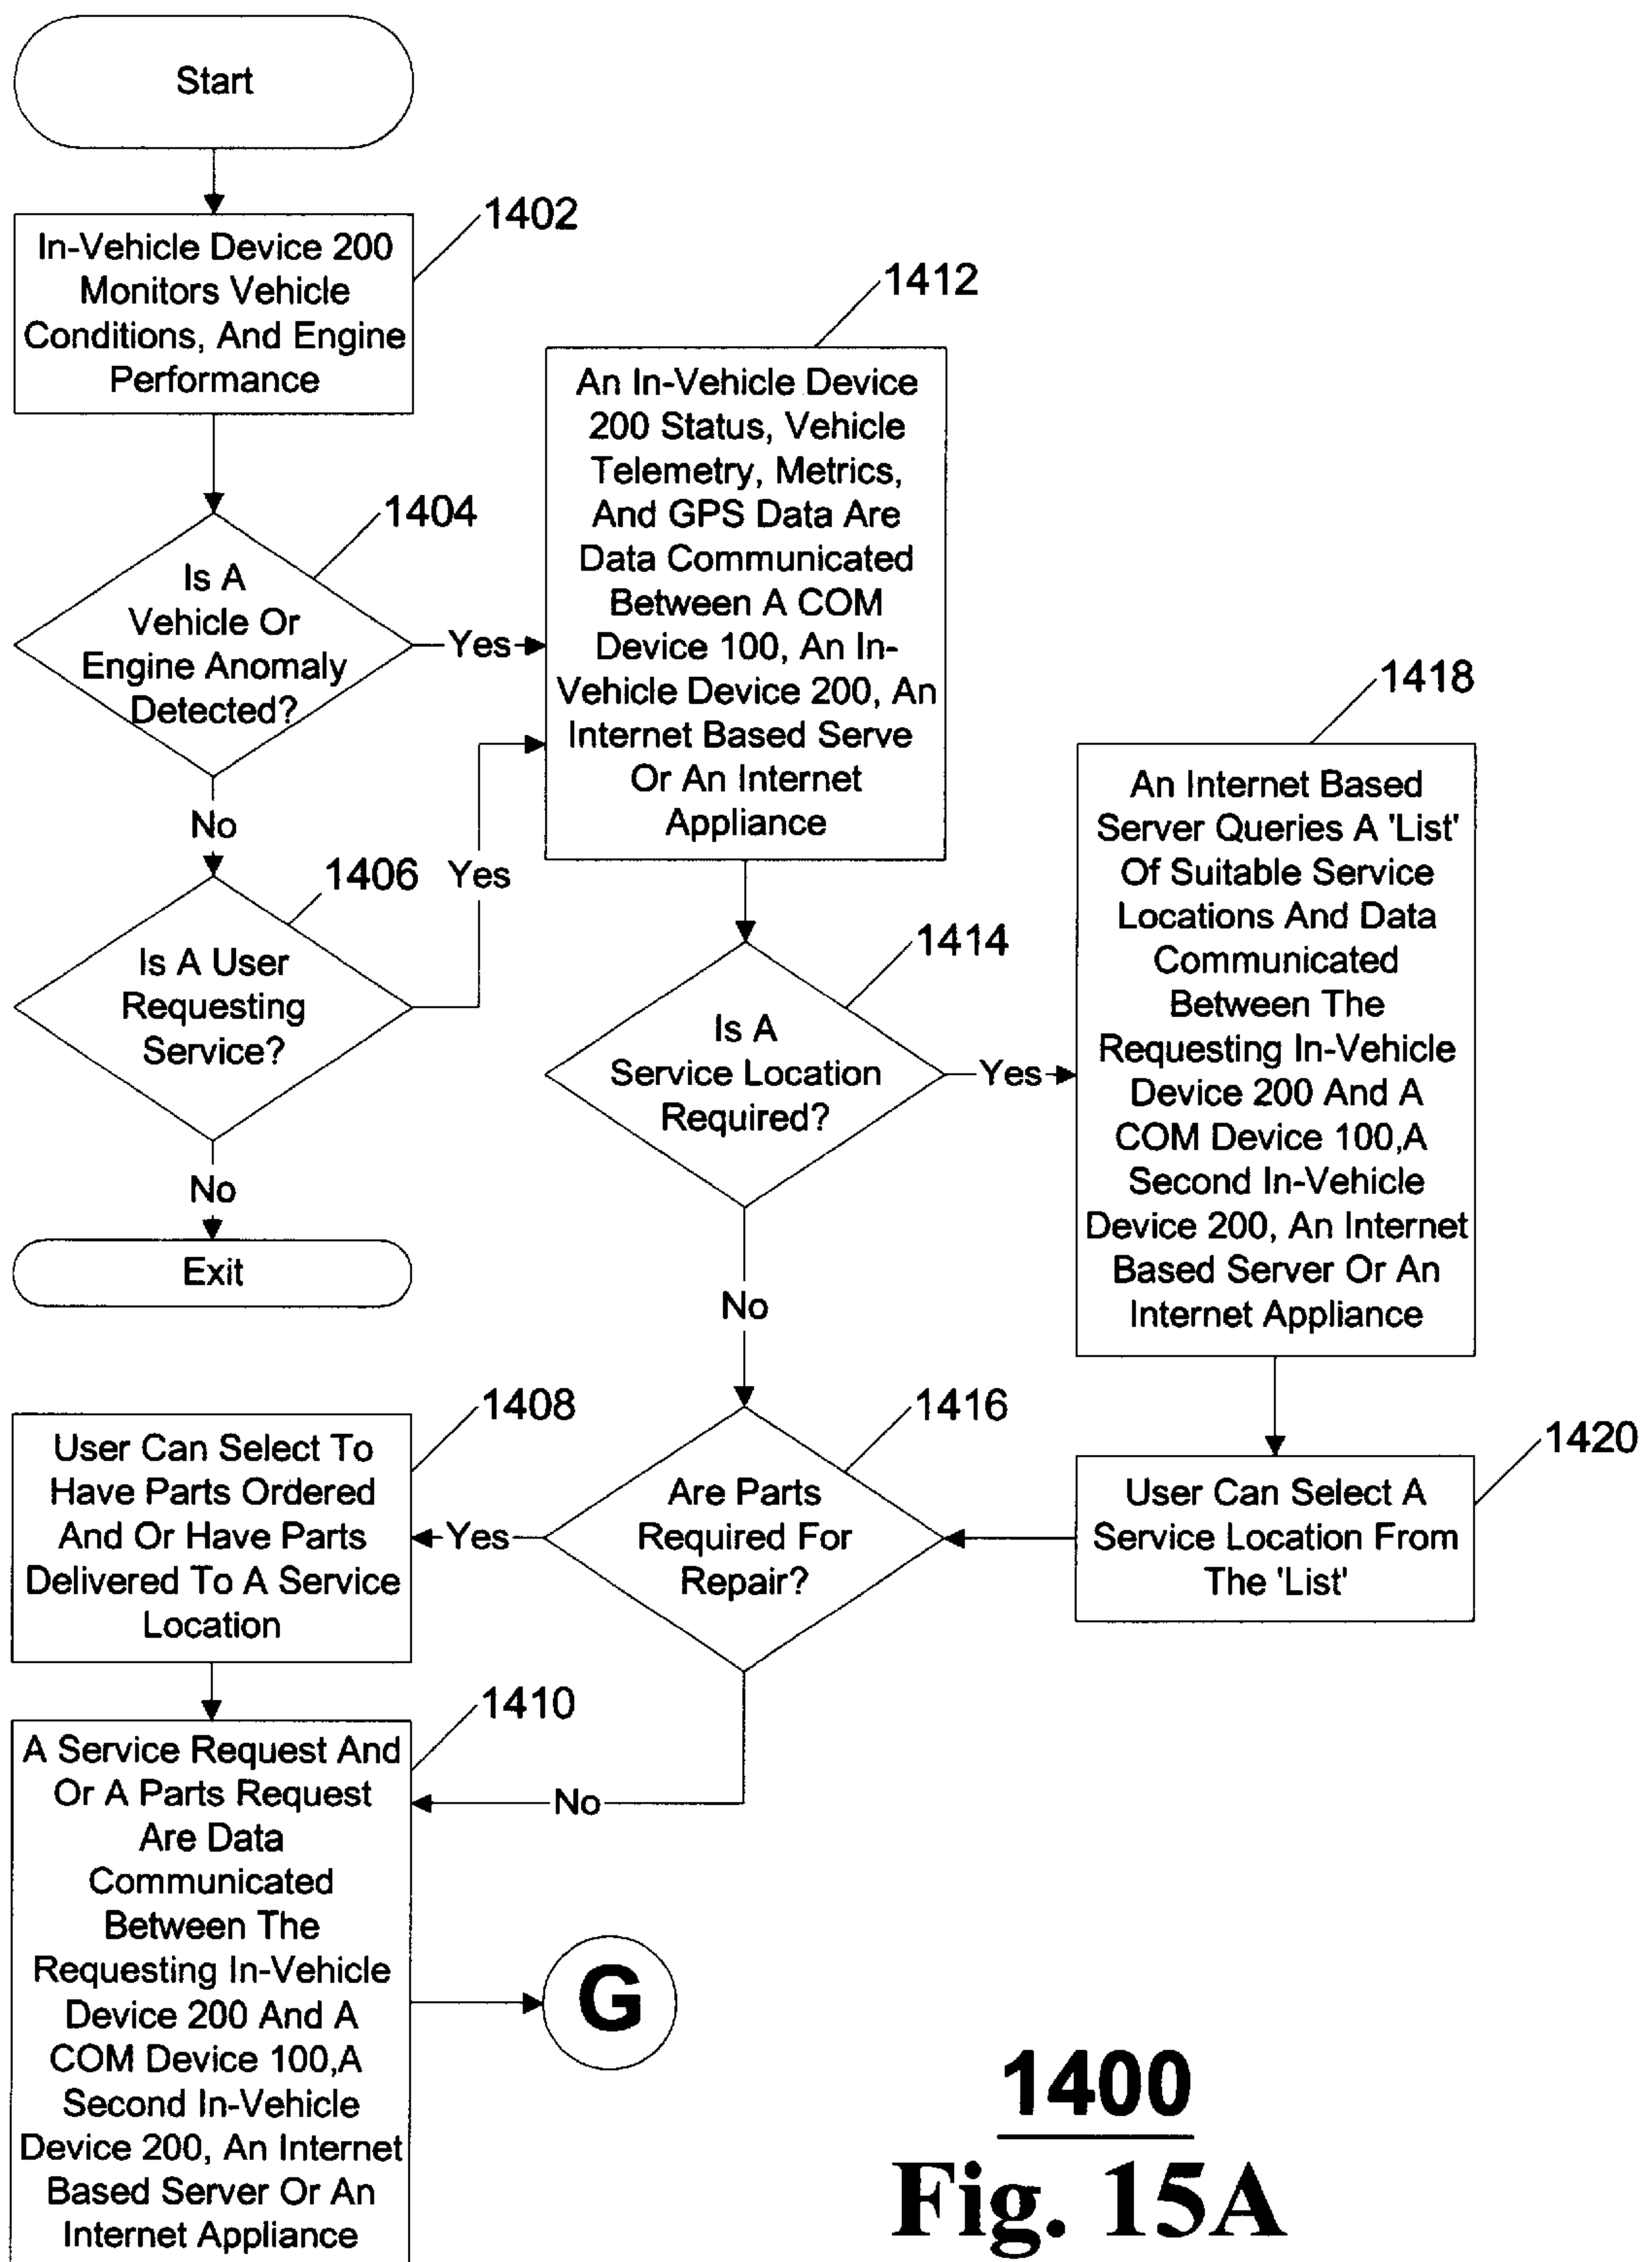 Start
1402
In-Vehicle Device 200
Monitors Vehicle
Conditions, And Engine
Performance
1404
Is A
Vehicle Or
Engine Anomaly
Detected?
Yes
No
1406
Is A User
Requesting
Service?
Yes
No
Exit
1412
An In-Vehicle Device
200 Status, Vehicle
Telemetry, Metrics,
And GPS Data Are
Data Communicated
Between A COM
Device 100, An In-
Vehicle Device 200, An
Internet Based Serve
Or An Internet
Appliance
1414
Is A
Service Location
Required?
Yes
No
1418
An Internet Based
Server Queries A 'List'
Of Suitable Service
Locations And Data
Communicated
Between The
Requesting In-Vehicle
Device 200 And A
COM Device 100,A
Second In-Vehicle
Device 200, An Internet
Based Server Or An
Internet Appliance
1420
User Can Select A
Service Location From
The 'List'
1416
Are Parts
Required For
Repair?
Yes
No
1408
User Can Select To
Have Parts Ordered
And Or Have Parts
Delivered To A Service
Location
1410
A Service Request And
Or A Parts Request
Are Data
Communicated
Between The
Requesting In-Vehicle
Device 200 And A
COM Device 100,A
Second In-Vehicle
Device 200, An Internet
Based Server Or An
Internet Appliance
G
1400
Fig. 15A